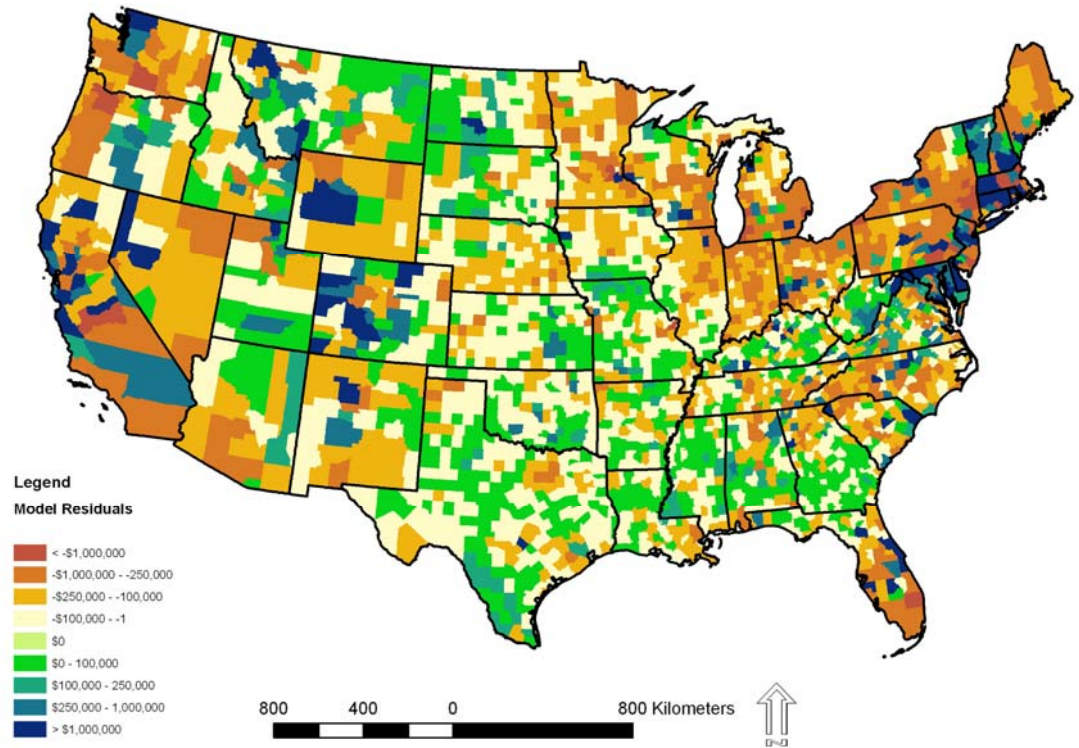 Legend
Model Residuals
< -$1,000,000
-$1,000,000 - -250,000
-$250,000 - -100,000
-$100,000 - -1
$0
$0 - 100,000
$100,000 - 250,000
$250,000 - 1,000,000
> $1,000,000
800 400 0 800 Kilometers
N